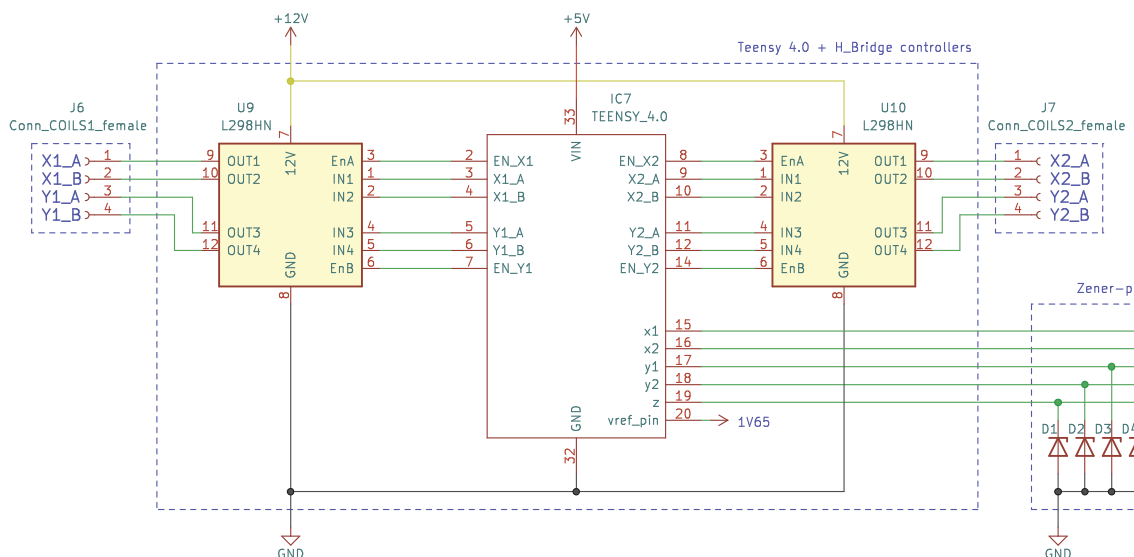 +12V
+5V
Teensy 4.0 + H_Bridge controllers
J6
Conn_COILS1_female
U9
L298HN
IC7
TEENSY_4.0
U10
L298HN
J7
Conn_COILS2_female
7
33
7
12V
VIN
12V
X1_A 1 9 OUT1 EnA 3 2 EN_X1 EN_X2 8 3 EnA OUT1 9 1 X2_A
X1_B 2 10 OUT2 IN1 1 3 X1_A X2_A 9 1 IN1 OUT2 10 2 X2_B
Y1_A 3 IN2 2 4 X1_B X2_B 10 2 IN2 3 Y2_A
Y1_B 4 4 Y2_B
11 OUT3 IN3 4 5 Y1_A Y2_A 11 4 IN3 OUT3 11
12 OUT4 IN4 5 6 Y1_B Y2_B 12 5 IN4 OUT4 12
GND EnB 6 7 EN_Y1 EN_Y2 14 6 EnB GND
8
8
Zener-p
x1 15
x2 16
y1 17
y2 18
z 19
vref_pin 20 1V65
GND
32
D1 D2 D3 D4
GND
GND